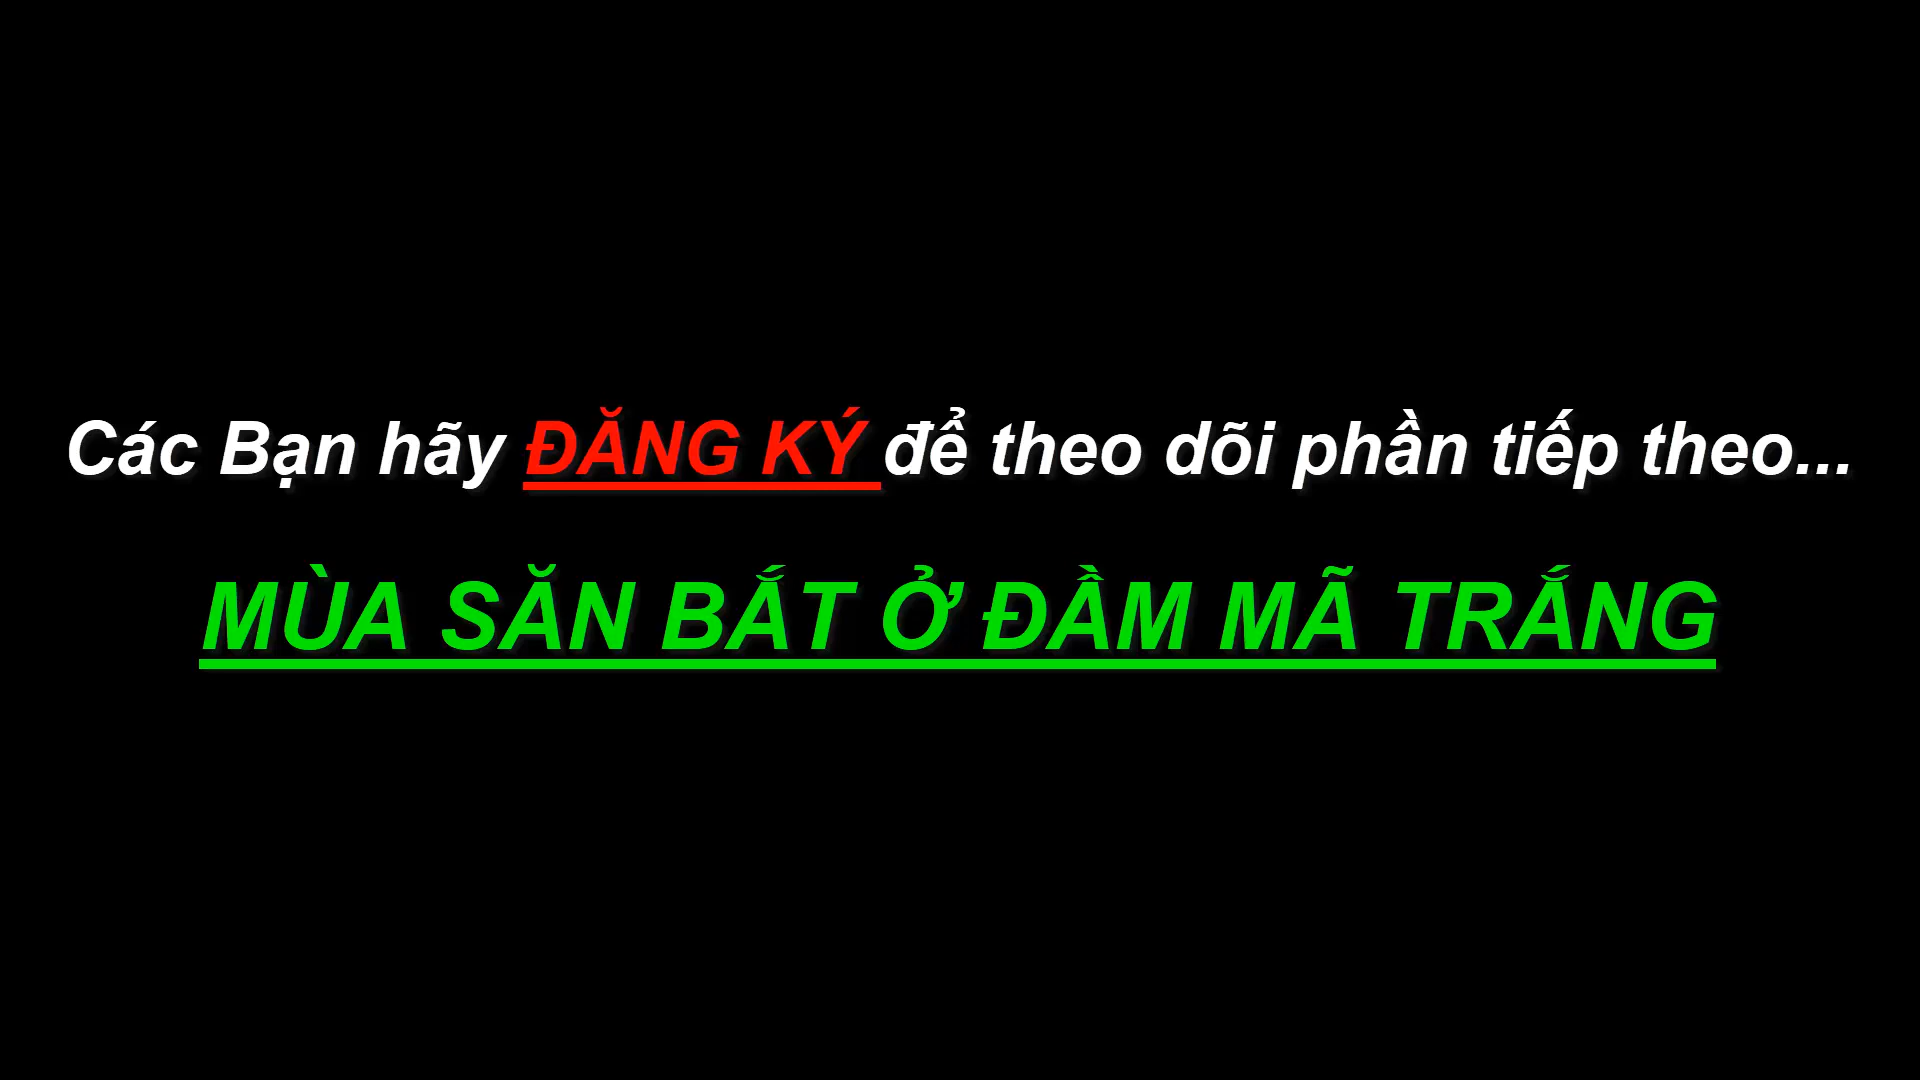 Các Bạn hãy ĐĂNG KÝ để theo dõi phần tiếp theo...
MÙA SĂN BẮT Ở ĐẦM MÃ TRẮNG